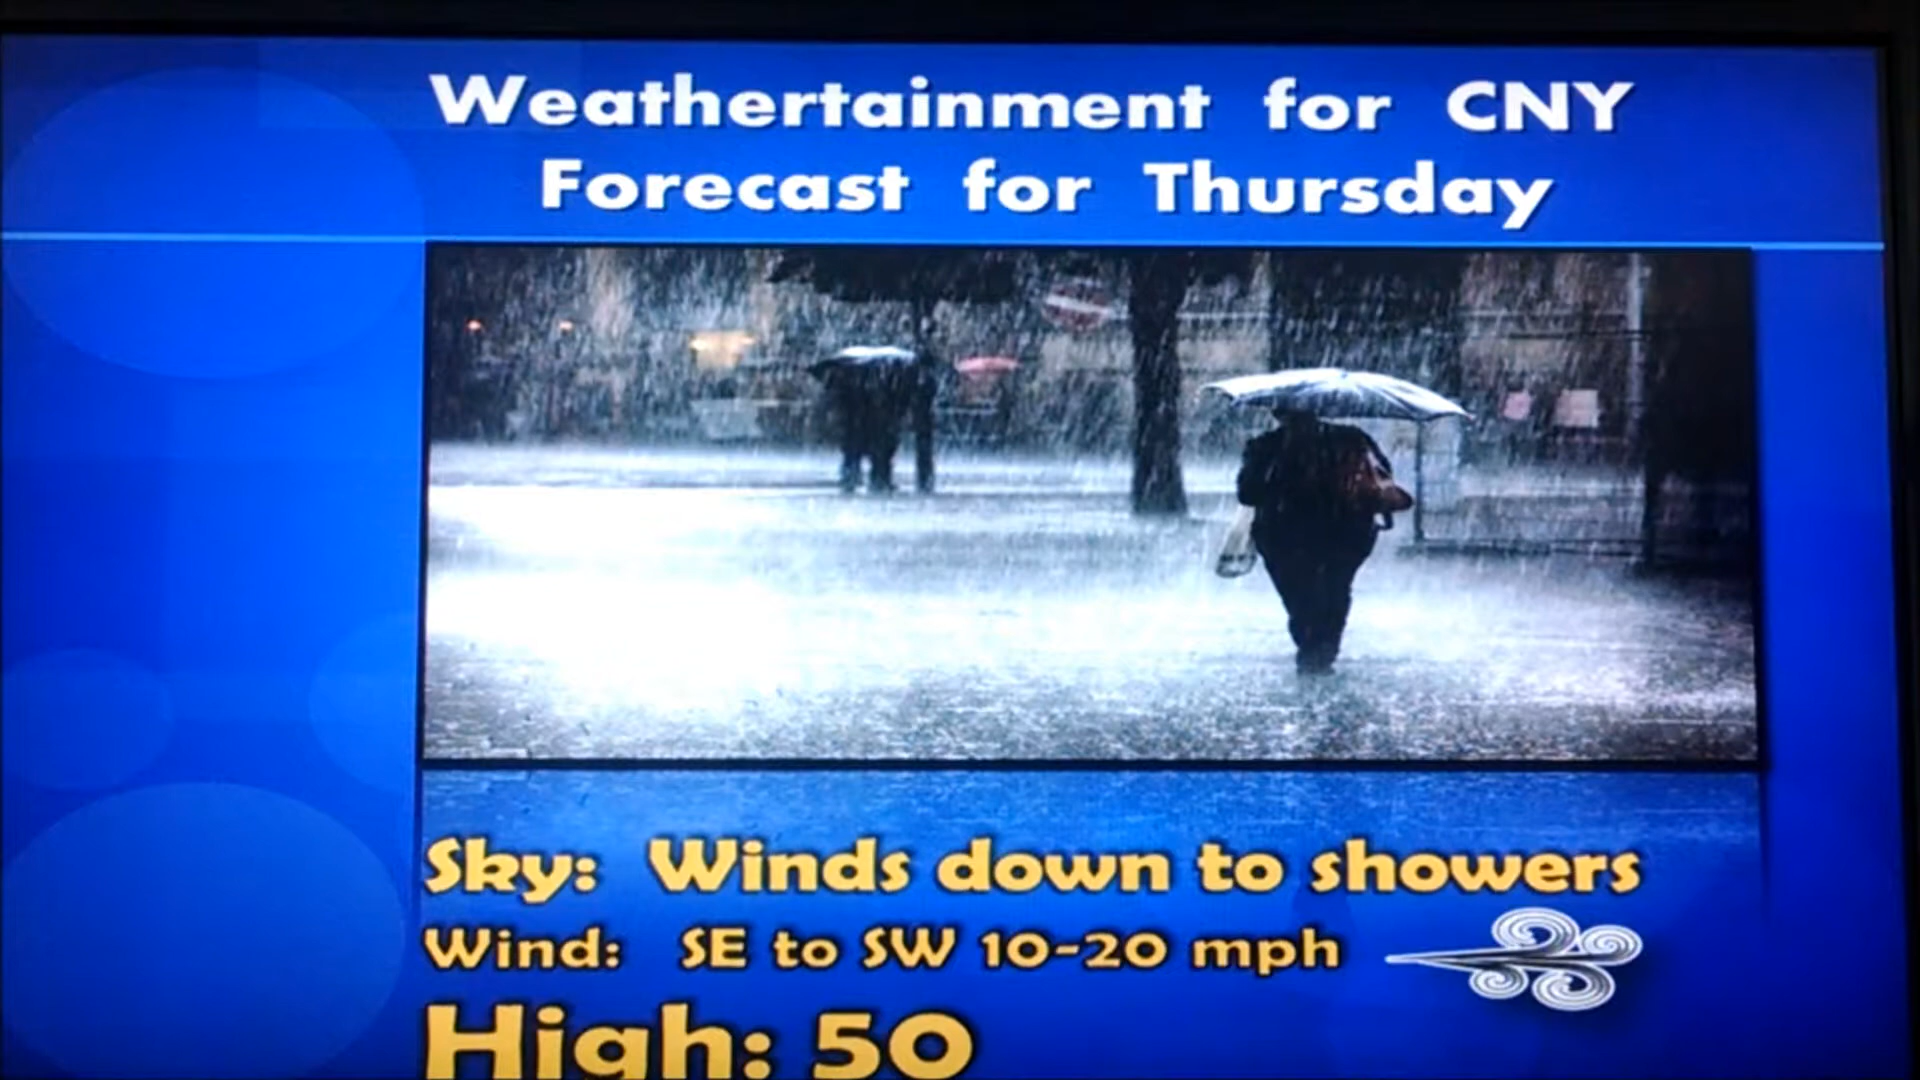 Weathertainment for CNY
Forecast for Thursday
Sky: Winds down to showers
Wind: SE to SW 10-20 mph
High: 50